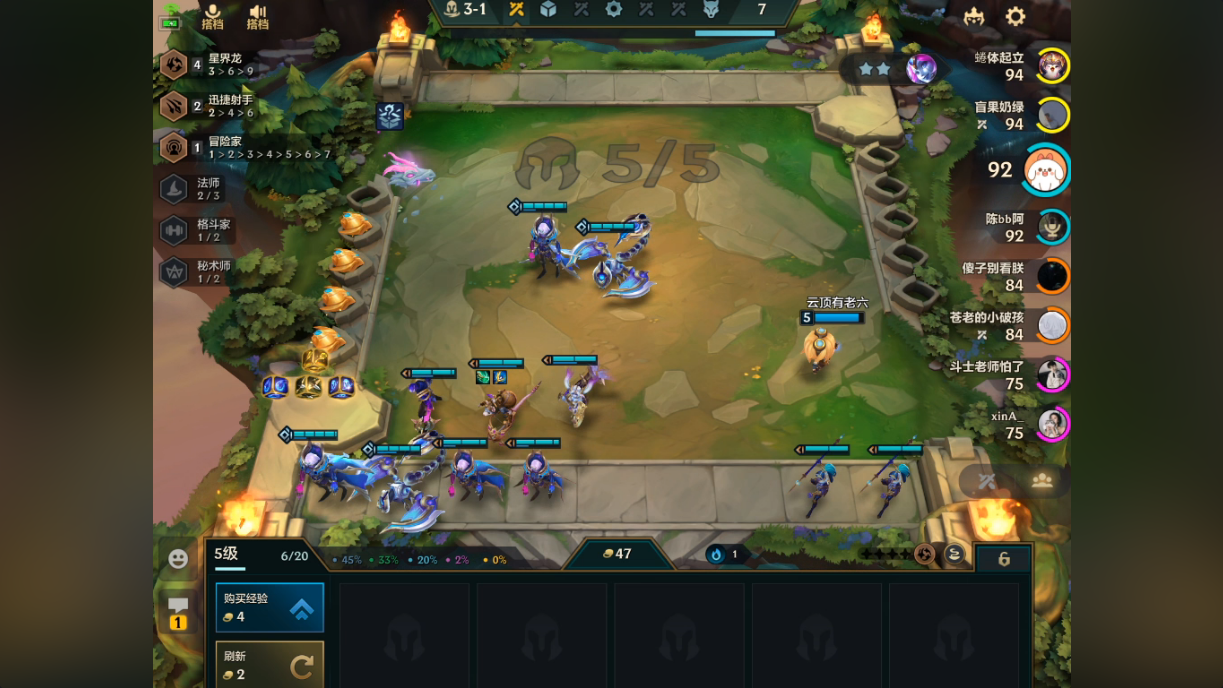 搭档
搭档
3-1
7
4
星界龙
3 > 6 > 9
2
迅捷射手
2 > 4 > 6
1
冒险家
1 > 2 > 3 > 4 > 5 > 6 > 7
法师
2 / 3
格斗家
1 / 2
秘术师
1 / 2
5/5
蜷体起立
94
盲果奶绿
94
92
陈bb阿
92
傻子别看朕
84
苍老的小破孩
84
斗士老师怕了
75
xinA_
75
云顶有老六
5
5级
6/20
45%
33%
20%
2%
0%
47
1
购买经验
4
刷新
2
1